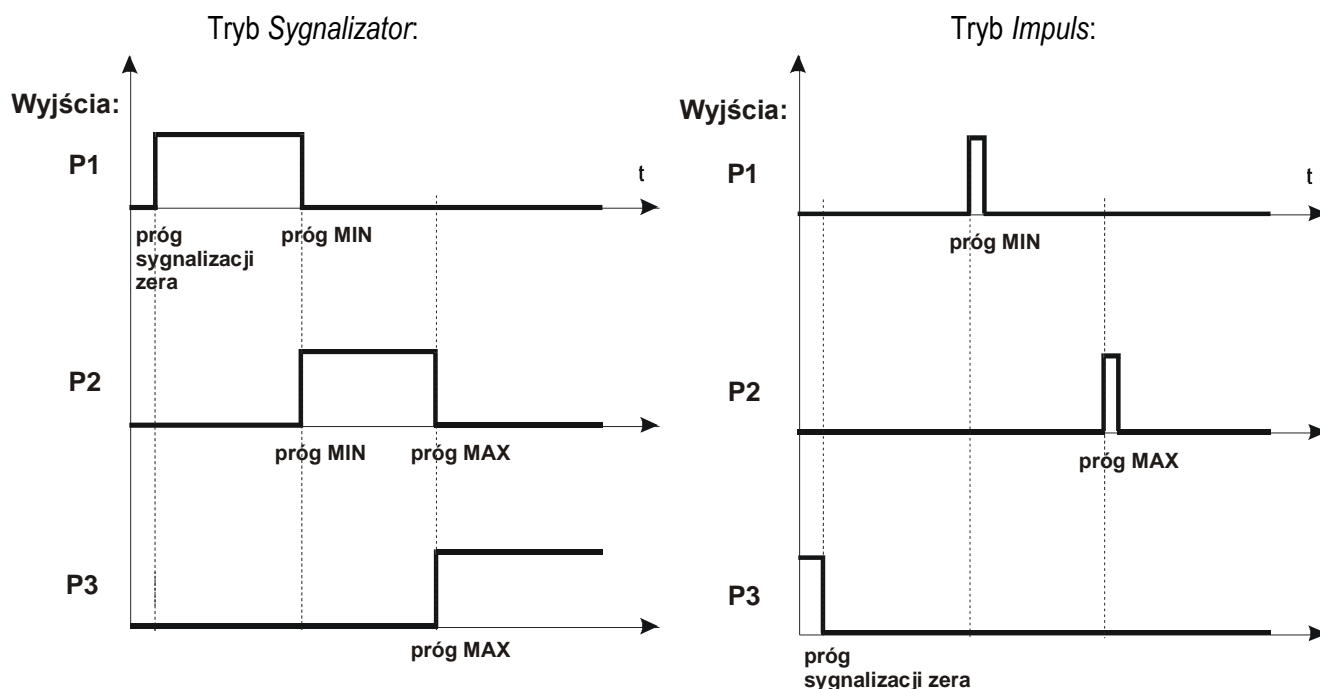 Tryb Sygnalizator:
Wyjścia:
P1
t
próg
sygnalizacji
zera
próg MIN
P2
próg MIN
próg MAX
P3
próg MAX
Tryb Impuls:
Wyjścia:
P1
t
próg MIN
P2
próg MAX
P3
próg
sygnalizacji zera